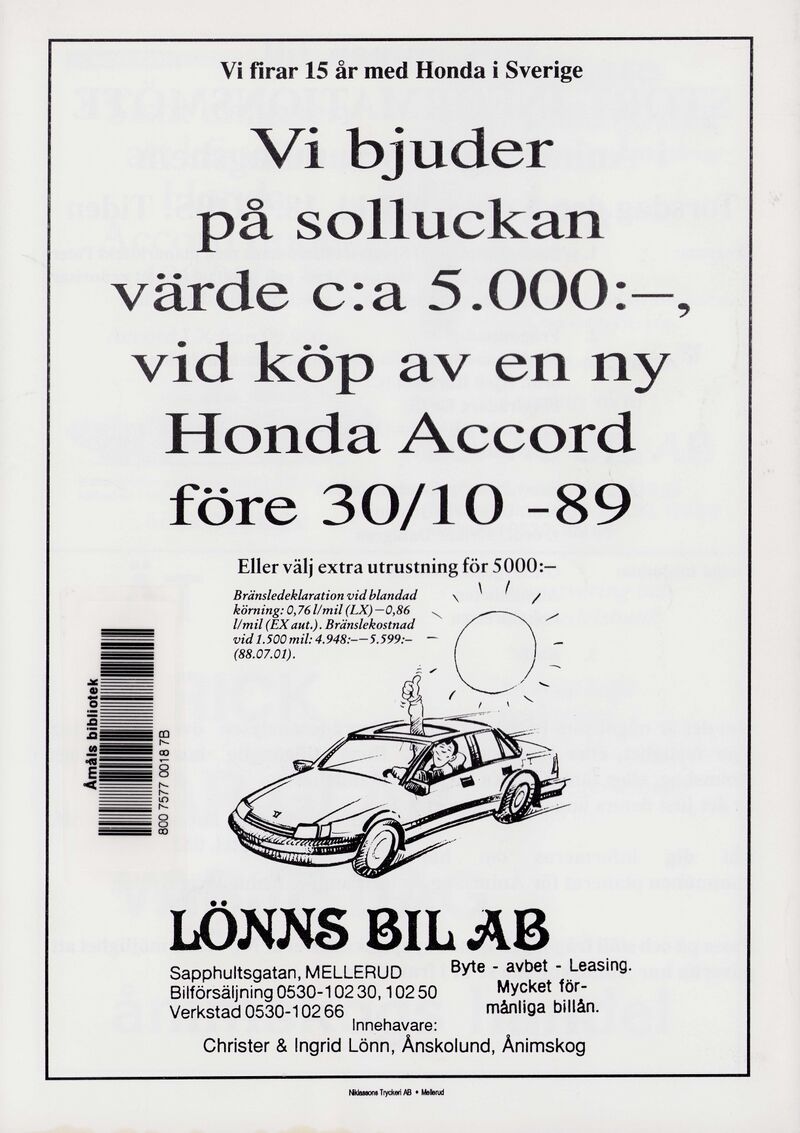 Vi firar 15 år med Honda i Sverige
Vi bjuder
på solluckan
värde c:a 5.000:–,
vid köp av en ny
Honda Accord
före 30/10 -89
Eller välj extra utrustning för 5000:–
Bränsledeklaration vid blandad
körning: 0,76 l/mil (LX)–0,86
l/mil (EX aut.). Bränslekostnad
vid 1.500 mil: 4.948:––5.599:–
(88.07.01).
Åmåls bibliotek
800 7577 0018 7B
LÖNNS BIL AB
Sapphultsgatan, MELLERUD
Bilförsäljning 0530-102 30, 102 50
Verkstad 0530-102 66
Byte - avbet - Leasing.
Mycket för-
månliga billån.
Innehavare:
Christer & Ingrid Lönn, Ånskolund, Ånimskog
Niklassons Tryckeri AB • Mellerud